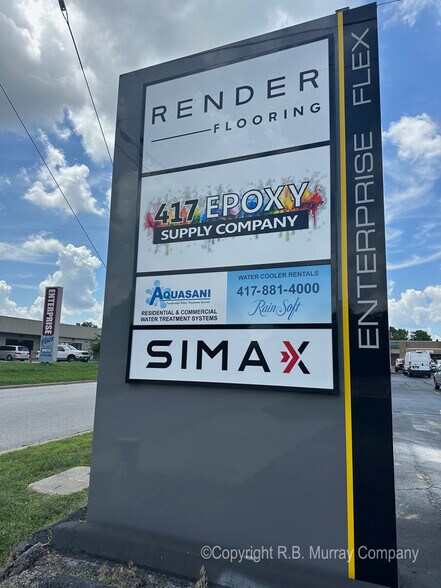 RENDER
FLOORING
417 EPOXY
SUPPLY COMPANY
AQUASANI
RESIDENTIAL & COMMERCIAL
WATER TREATMENT SYSTEMS
WATER COOLER RENTALS
417-881-4000
RainSoft
SIMAX
ENTERPRISE FLEX
ENTERPRISE
©Copyright R.B. Murray Company